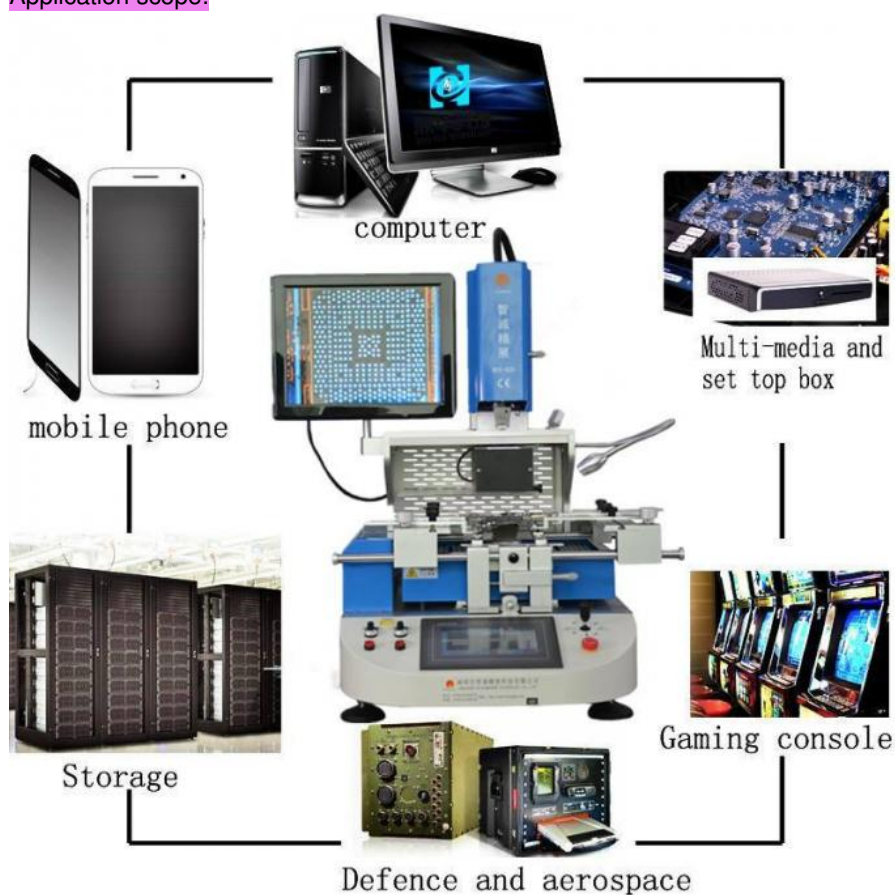 Application scope:
computer
mobile phone
Multi-media and
set top box
Storage
Gaming console
Defence and aerospace